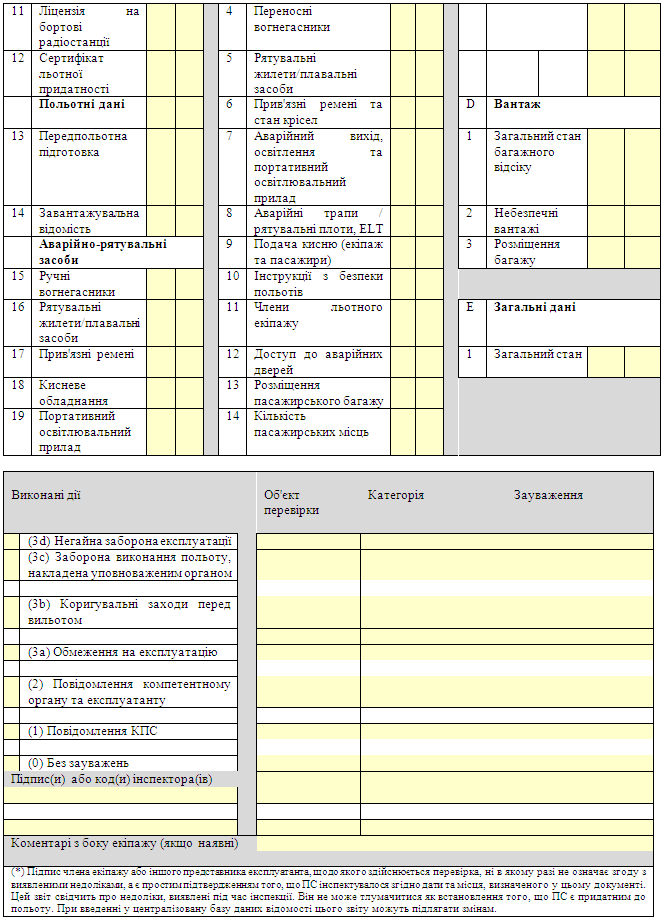 11 Ліцензія на
бортові
радіостанції
12 Сертифікат
льотної
придатності
Польотні дані
13 Передпольотна
підготовка
14 Завантажувальна
відомість
Аварійно-рятувальні
засоби
15 Ручні
вогнегасники
16 Рятувальні
жилети/плавальні
засоби
17 Прив'язні ремені
18 Кисневе
обладнання
19 Портативний
освітлювальний
прилад
4 Переносні
вогнегасники
5 Рятувальні
жилети/плавальні
засоби
6 Прив'язні ремені та
стан крісел
7 Аварійний вихід,
освітлення та
портативний
освітлювальний
прилад
8 Аварійні трапи /
рятувальні плоти, ELT
9 Подача кисню (екіпаж
та пасажири)
10 Інструкції з безпеки
польотів
11 Члени льотного
екіпажу
12 Доступ до аварійних
дверей
13 Розміщення
пасажирського багажу
14 Кількість
пасажирських місць
D Вантаж
1 Загальний стан
багажного
відсіку
2 Небезпечні
вантажі
3 Розміщення
багажу
E Загальні дані
1 Загальний стан
Виконані дії Об'єкт Категорія Зауваження
перевірки
(3d) Негайна заборона експлуатації
(3c) Заборона виконання польоту,
накладена уповноваженим органом
(3b) Коригувальні заходи перед
вильотом
(3a) Обмеження на експлуатацію
(2) Повідомлення компетентному
органу та експлуатанту
(1) Повідомлення КПС
(0) Без зауважень
Підпис(и) або код(и) інспектора(ів)
Коментарі з боку екіпажу (якщо наявні)
(*) Підпис члена екіпажу або іншого представника експлуатанта, щодо якого здійснюється перевірка, ні в якому разі не означає згоду з
виявленими недоліками, а є простим підтвердженням того, що ПС інспектувалося згідно дати та місця, визначеного у цьому документі.
Цей звіт свідчить про недоліки, виявлені під час інспекції. Він не може тлумачитися як встановлення того, що ПС є придатним до
польоту. При введенні у централізовану базу даних відомості цього звіту можуть підлягати змінам.